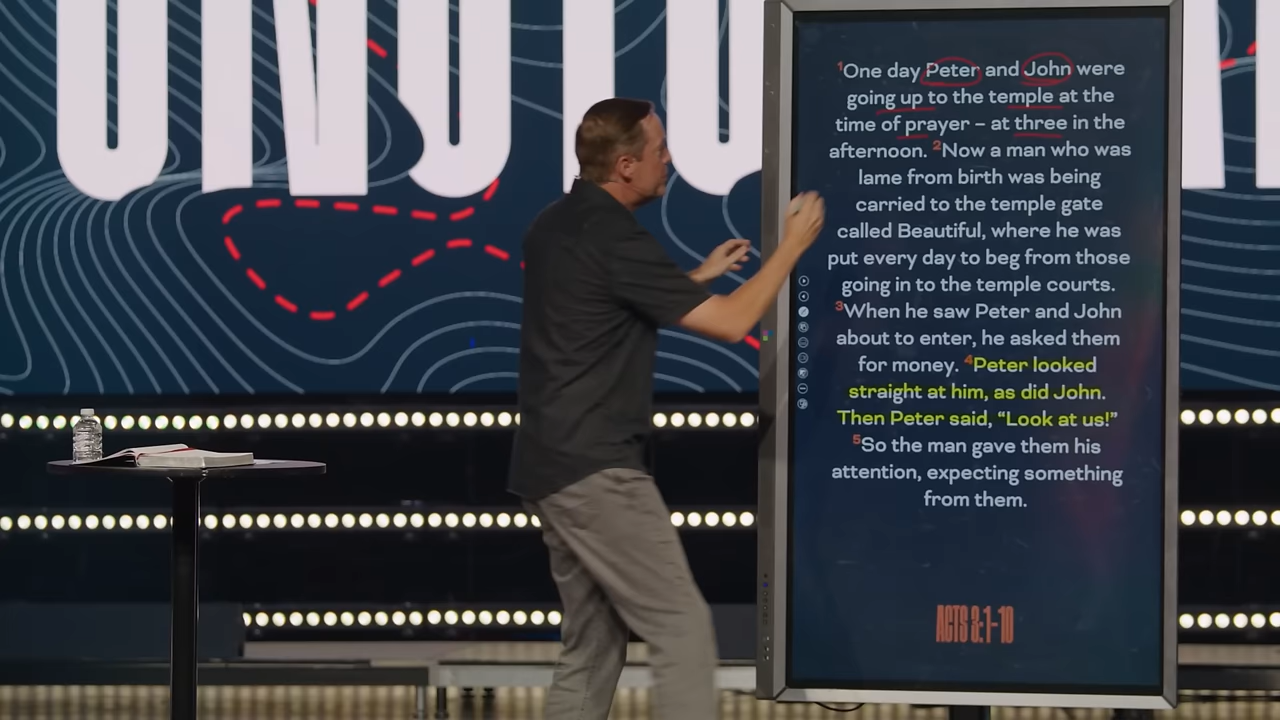 ¹One day Peter and John were
going up to the temple at the
time of prayer – at three in the
afternoon. ²Now a man who was
lame from birth was being
carried to the temple gate
called Beautiful, where he was
put every day to beg from those
going in to the temple courts.
³When he saw Peter and John
about to enter, he asked them
for money. ⁴Peter looked
straight at him, as did John.
Then Peter said, “Look at us!”
⁵So the man gave them his
attention, expecting something
from them.
ACTS 3:1-10